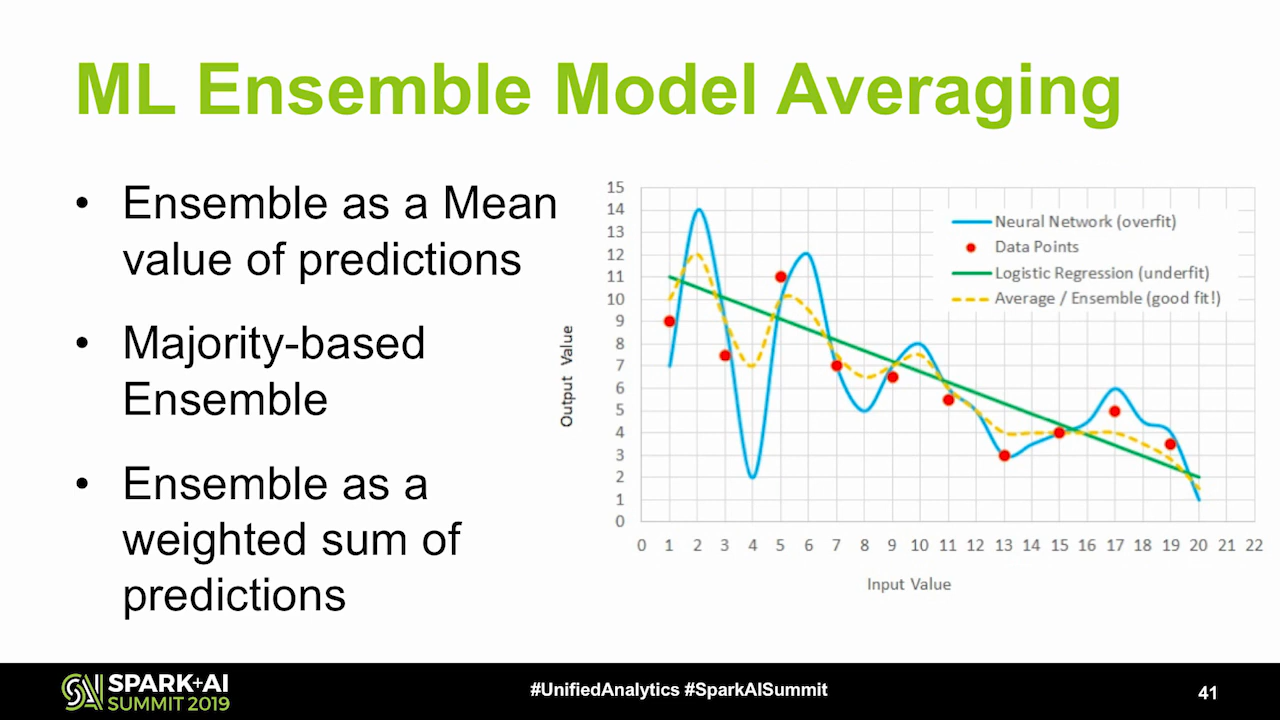 ML Ensemble Model Averaging
• Ensemble as a Mean
value of predictions
• Majority-based
Ensemble
• Ensemble as a
weighted sum of
predictions
15
14
13
12
11
10
9
8
7
6
5
4
3
2
1
0
Output Value
Neural Network (overfit)
Data Points
Logistic Regression (underfit)
Average / Ensemble (good fit!)
0 1 2 3 4 5 6 7 8 9 10 11 12 13 14 15 16 17 18 19 20 21 22
Input Value
SPARK+AI
SUMMIT 2019
#UnifiedAnalytics #SparkAISummit
41